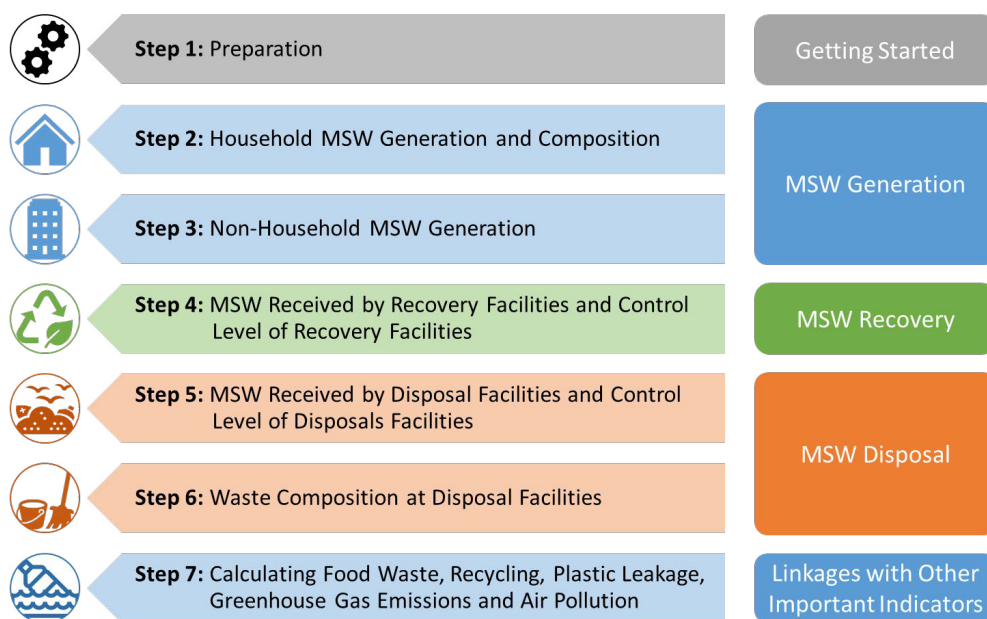 Step 1: Preparation
Getting Started
Step 2: Household MSW Generation and Composition
MSW Generation
Step 3: Non-Household MSW Generation
Step 4: MSW Received by Recovery Facilities and Control
Level of Recovery Facilities
MSW Recovery
Step 5: MSW Received by Disposal Facilities and Control
Level of Disposals Facilities
MSW Disposal
Step 6: Waste Composition at Disposal Facilities
Step 7: Calculating Food Waste, Recycling, Plastic Leakage,
Greenhouse Gas Emissions and Air Pollution
Linkages with Other
Important Indicators